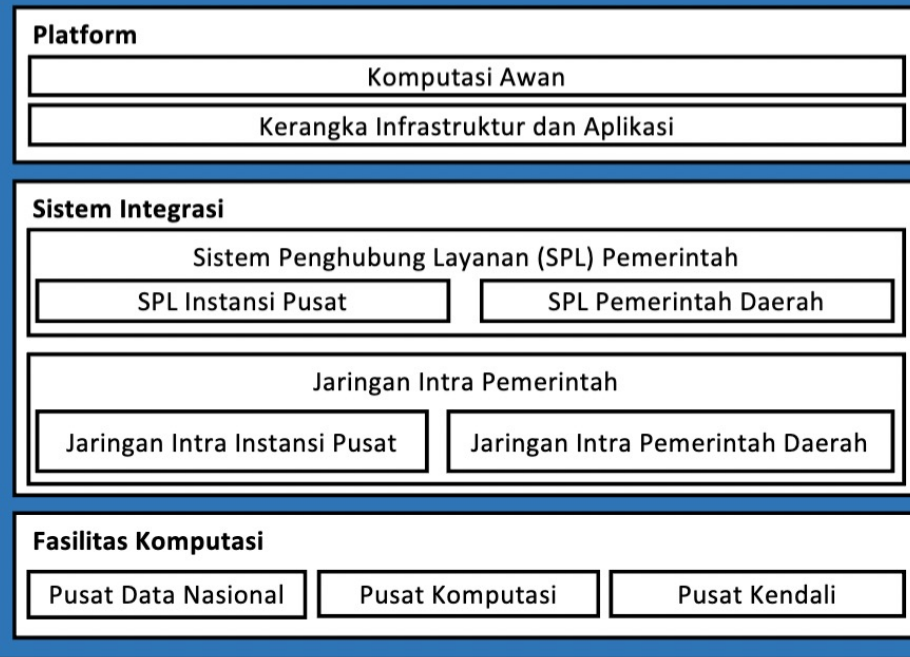 Platform
Komputasi Awan
Kerangka Infrastruktur dan Aplikasi
Sistem Integrasi
Sistem Penghubung Layanan (SPL) Pemerintah
SPL Instansi Pusat
SPL Pemerintah Daerah
Jaringan Intra Pemerintah
Jaringan Intra Instansi Pusat
Jaringan Intra Pemerintah Daerah
Fasilitas Komputasi
Pusat Data Nasional
Pusat Komputasi
Pusat Kendali